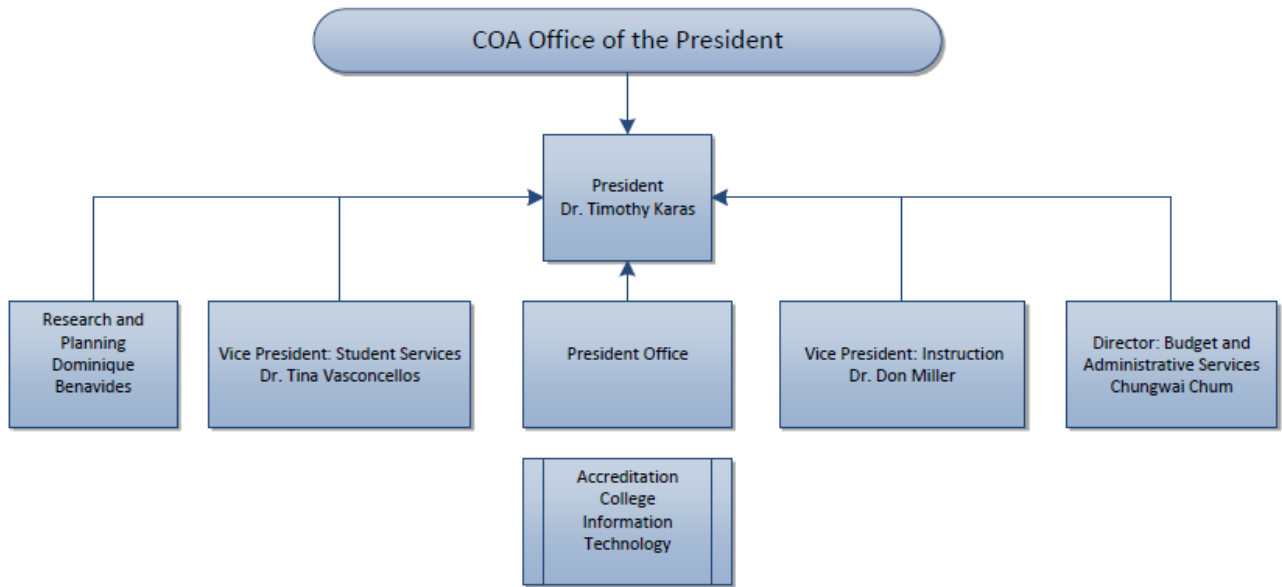 COA Office of the President
President
Dr. Timothy Karas
Research and
Planning
Dominique
Benavides
Vice President: Student Services
Dr. Tina Vasconcellos
President Office
Vice President: Instruction
Dr. Don Miller
Director: Budget and
Administrative Services
Chungwai Chum
Accreditation
College
Information
Technology